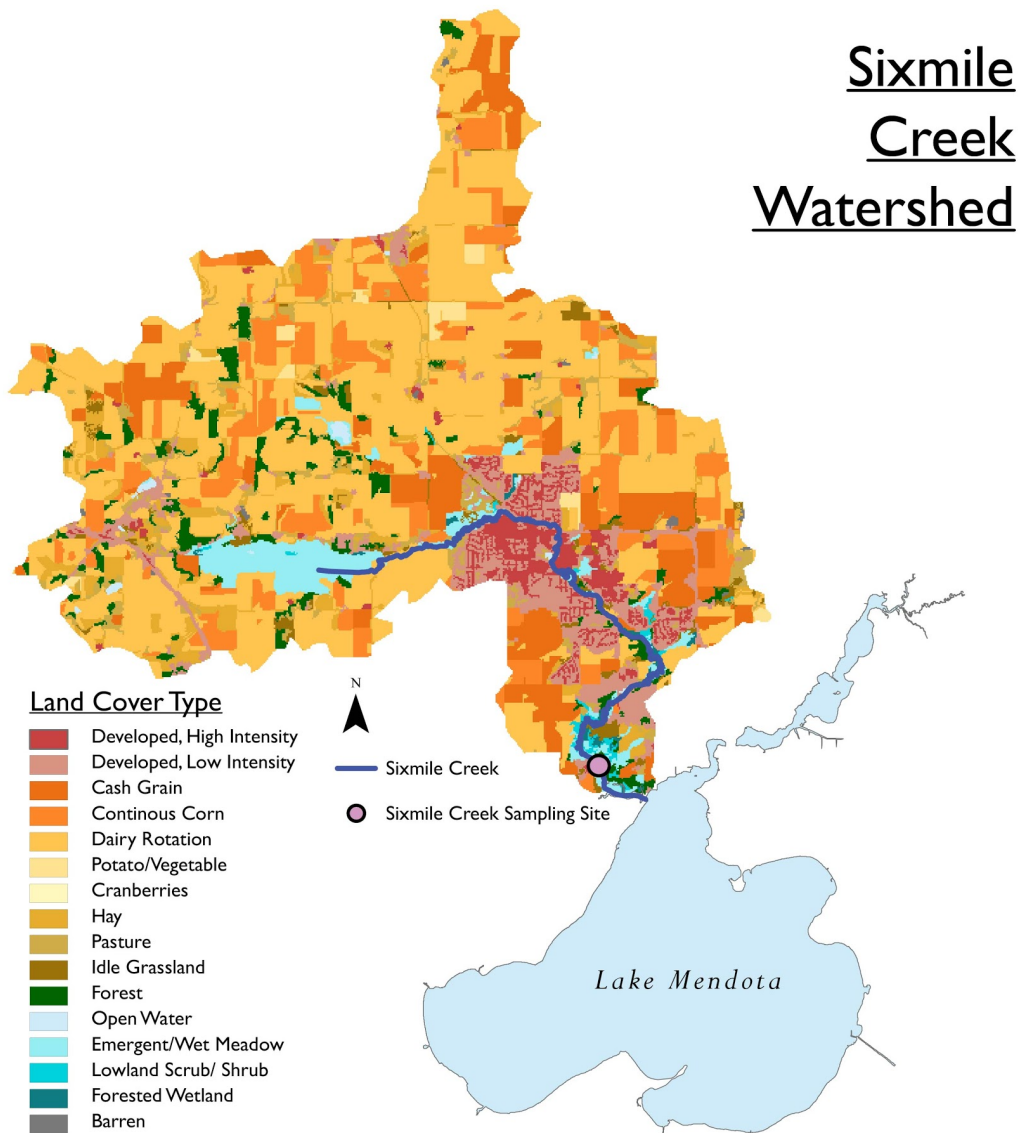 Sixmile
Creek
Watershed
Land Cover Type
Developed, High Intensity
Developed, Low Intensity
Cash Grain
Continous Corn
Dairy Rotation
Potato/Vegetable
Cranberries
Hay
Pasture
Idle Grassland
Forest
Open Water
Emergent/Wet Meadow
Lowland Scrub/ Shrub
Forested Wetland
Barren
N
Sixmile Creek
Sixmile Creek Sampling Site
Lake Mendota